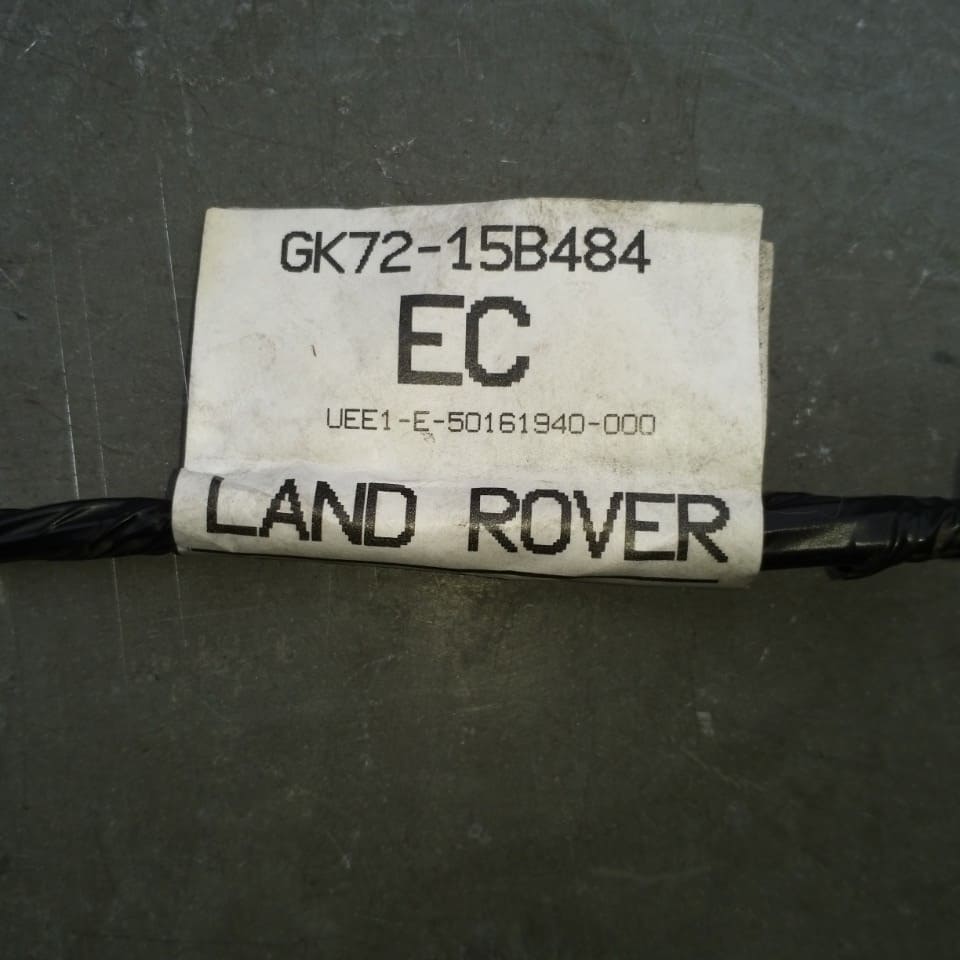 GK72-15B484
EC
UEE1-E-50161940-000
LAND ROVER